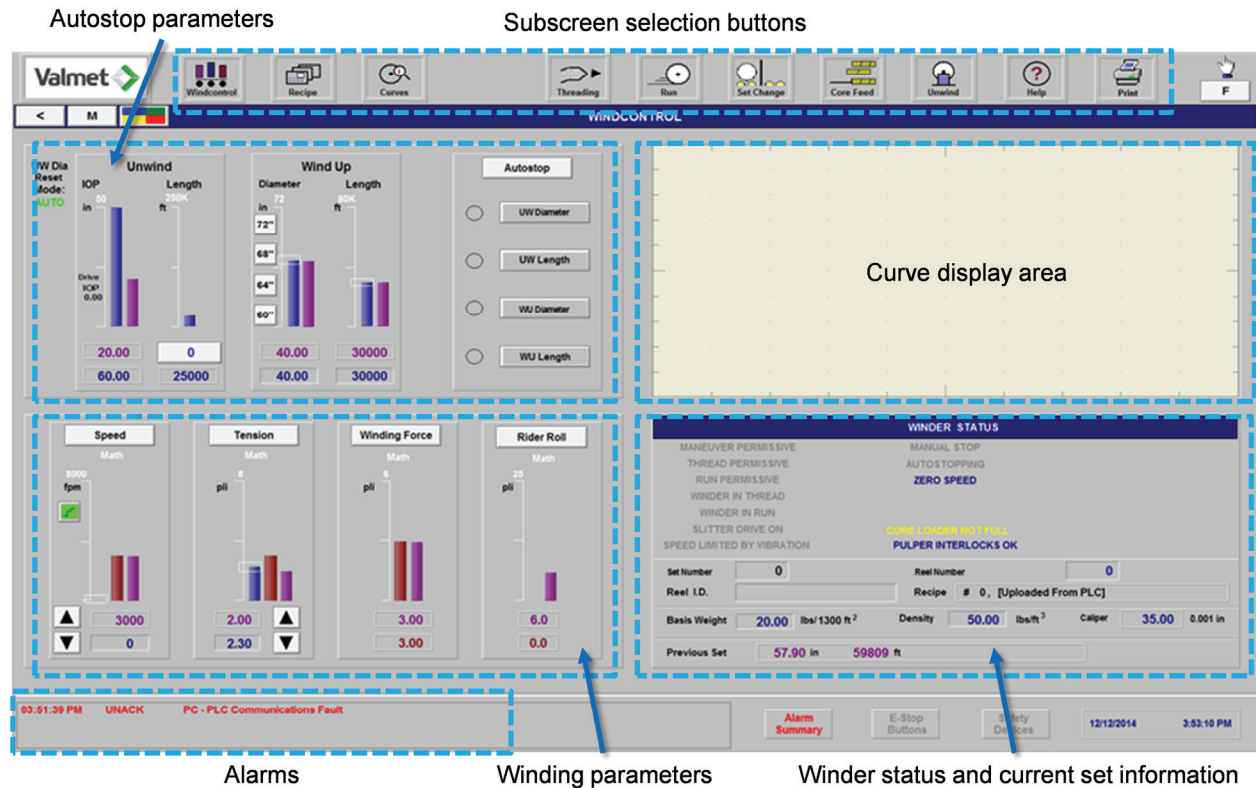 Autostop parameters
Subscreen selection buttons
Valmet
Windcontrol
Recipe
Curves
Threading
Run
Set Change
Core Feed
Unwind
Help
Print
F
<
M
WINDCONTROL
UW Dia
Reset
Mode:
AUTO
Unwind
IOP
Length
50
in
250K
ft
Drive
IOP
0.00
20.00
0
60.00
25000
Wind Up
Diameter
Length
72
in
80K
ft
72"
68"
64"
60"
40.00
30000
40.00
30000
Autostop
UW Diameter
UW Length
WU Diameter
WU Length
Curve display area
Speed
Math
8000
fpm
3000
0
Tension
Math
8
pli
2.00
2.30
Winding Force
Math
6
pli
3.00
3.00
Rider Roll
Math
25
pli
6.0
0.0
WINDER STATUS
MANEUVER PERMISSIVE
MANUAL STOP
THREAD PERMISSIVE
AUTOSTOPPING
RUN PERMISSIVE
ZERO SPEED
WINDER IN THREAD
WINDER IN RUN
SLITTER DRIVE ON
CORE LOADER NOT FULL
SPEED LIMITED BY VIBRATION
PULPER INTERLOCKS OK
Set Number 0
Reel Number 0
Reel I.D.
Recipe # 0, [Uploaded From PLC]
Basis Weight 20.00 lbs/1300 ft2
Density 50.00 lbs/ft3
Caliper 35.00 0.001 in
Previous Set 57.90 in 59809 ft
03:51:39 PM UNACK PC - PLC Communications Fault
Alarm
Summary
E-Stop
Buttons
Safety
Devices
12/12/2014 3:53:10 PM
Alarms
Winding parameters
Winder status and current set information